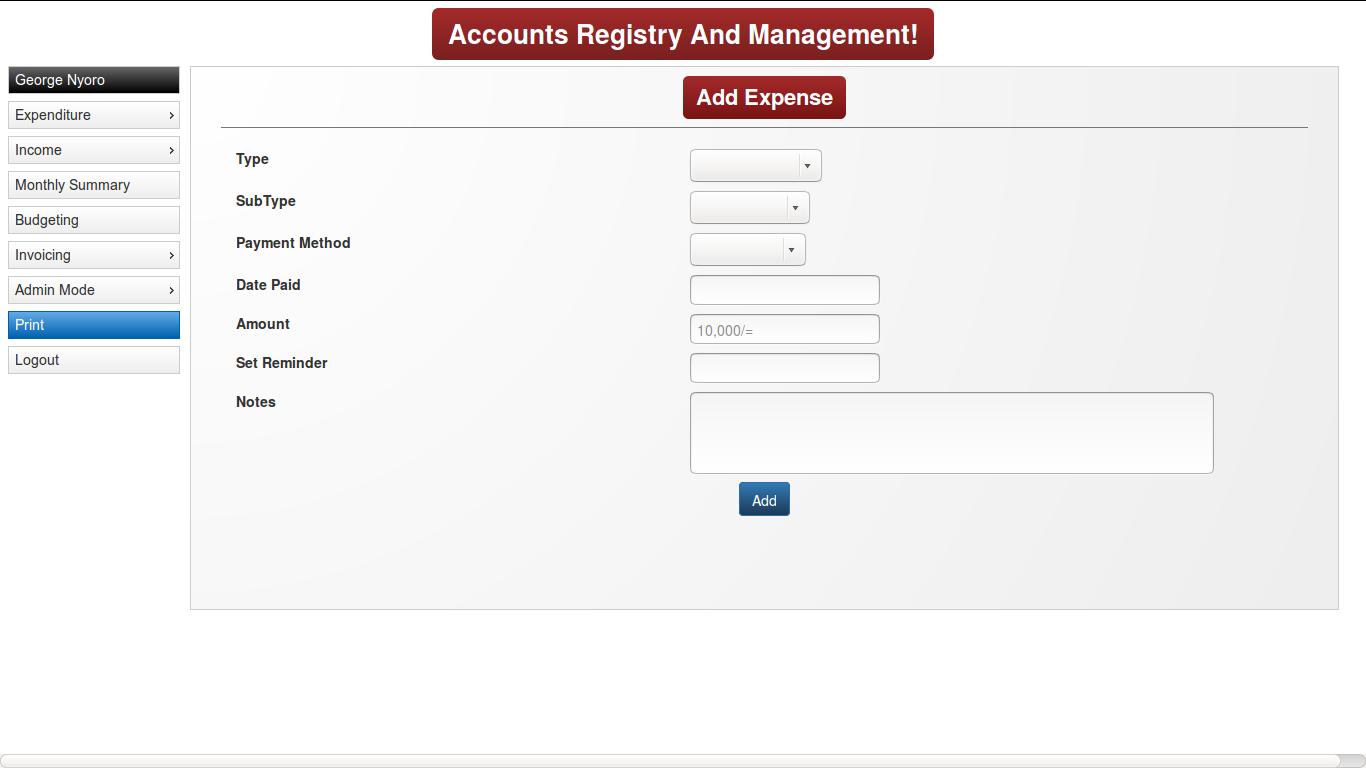 Accounts Registry And Management!
George Nyoro
Expenditure
Income
Monthly Summary
Budgeting
Invoicing
Admin Mode
Print
Logout
Add Expense
Type
SubType
Payment Method
Date Paid
Amount
10,000/=
Set Reminder
Notes
Add